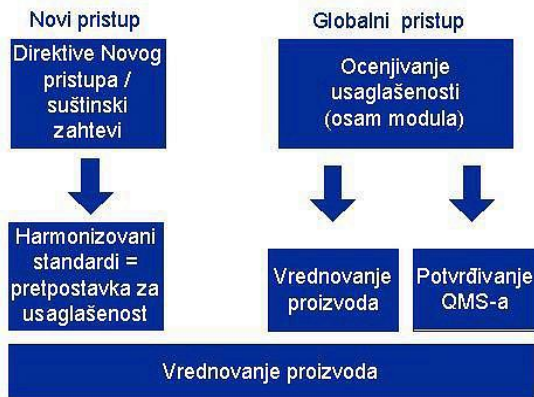 Novi pristup
Direktive Novog
pristupa /
suštinski
zahtevi
Harmonizovani
standardi =
pretpostavka za
usaglašenost
Globalni pristup
Ocenjivanje
usaglašenosti
(osam modula)
Vrednovanje
proizvoda
Potvrđivanje
QMS-a
Vrednovanje proizvoda